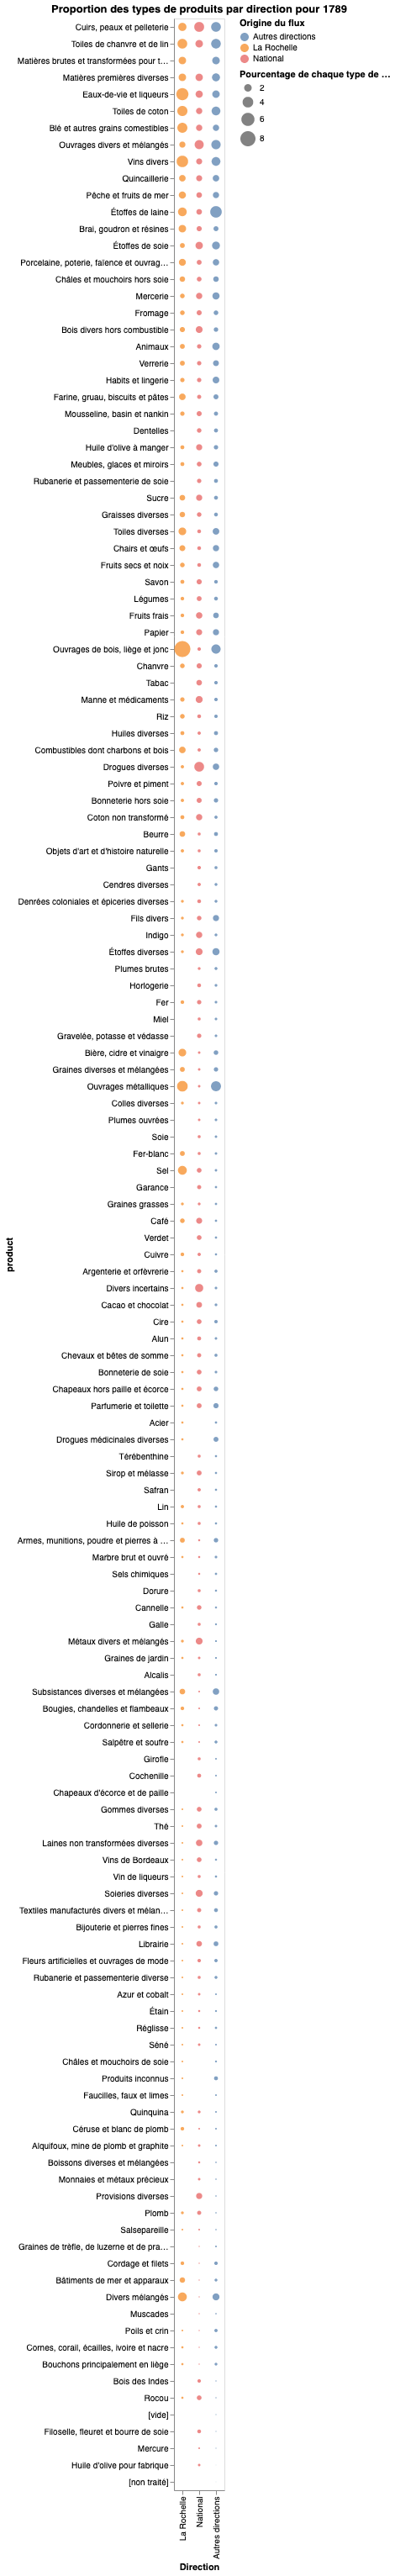 Proportion des types de produits par direction pour 1789
Cuirs, peaux et pelleterie
Toiles de chanvre et de lin
Matières brutes et transformées pour t…
Matières premières diverses
Eaux-de-vie et liqueurs
Toiles de coton
Blé et autres grains comestibles
Ouvrages divers et mélangés
Vins divers
Quincaillerie
Pêche et fruits de mer
Étoffes de laine
Brai, goudron et résines
Étoffes de soie
Porcelaine, poterie, faïence et ouvrag…
Châles et mouchoirs hors soie
Mercerie
Fromage
Bois divers hors combustible
Animaux
Verrerie
Habits et lingerie
Farine, gruau, biscuits et pâtes
Mousseline, basin et nankin
Dentelles
Huile d'olive à manger
Meubles, glaces et miroirs
Rubanerie et passementerie de soie
Sucre
Graisses diverses
Toiles diverses
Chairs et œufs
Fruits secs et noix
Savon
Légumes
Fruits frais
Papier
Ouvrages de bois, liège et jonc
Chanvre
Tabac
Manne et médicaments
Riz
Huiles diverses
Combustibles dont charbons et bois
Drogues diverses
Poivre et piment
Bonneterie hors soie
Coton non transformé
Beurre
Objets d'art et d'histoire naturelle
Gants
Cendres diverses
Denrées coloniales et épiceries diverses
Fils divers
Indigo
Étoffes diverses
Plumes brutes
Horlogerie
Fer
Miel
Gravelée, potasse et védasse
Bière, cidre et vinaigre
Graines diverses et mélangées
Ouvrages métalliques
Colles diverses
Plumes ouvrées
Soie
Fer-blanc
Sel
Garance
Graines grasses
Café
Verdet
Cuivre
Argenterie et orfèvrerie
Divers incertains
Cacao et chocolat
Cire
Alun
Chevaux et bêtes de somme
Bonneterie de soie
Chapeaux hors paille et écorce
Parfumerie et toilette
Acier
Drogues médicinales diverses
Térébenthine
Sirop et mélasse
Safran
Lin
Huile de poisson
Armes, munitions, poudre et pierres à …
Marbre brut et ouvré
Sels chimiques
Dorure
Cannelle
Galle
Métaux divers et mélangés
Graines de jardin
Alcalis
Subsistances diverses et mélangées
Bougies, chandelles et flambeaux
Cordonnerie et sellerie
Salpêtre et soufre
Girofle
Cochenille
Chapeaux d'écorce et de paille
Gommes diverses
Thé
Laines non transformées diverses
Vins de Bordeaux
Vin de liqueurs
Soieries diverses
Textiles manufacturés divers et mélan…
Bijouterie et pierres fines
Librairie
Fleurs artificielles et ouvrages de mode
Rubanerie et passementerie diverse
Azur et cobalt
Étain
Réglisse
Séné
Châles et mouchoirs de soie
Produits inconnus
Faucilles, faux et limes
Quinquina
Céruse et blanc de plomb
Alquifoux, mine de plomb et graphite
Boissons diverses et mélangées
Monnaies et métaux précieux
Provisions diverses
Plomb
Salsepareille
Graines de trèfle, de luzerne et de pra…
Cordage et filets
Bâtiments de mer et apparaux
Divers mélangés
Muscades
Poils et crin
Cornes, corail, écailles, ivoire et nacre
Bouchons principalement en liège
Bois des Indes
Rocou
[vide]
Filoselle, fleuret et bourre de soie
Mercure
Huile d'olive pour fabrique
[non traité]
product
La Rochelle
National
Autres directions
Direction
Origine du flux
Autres directions
La Rochelle
National
Pourcentage de chaque type de …
2
4
6
8